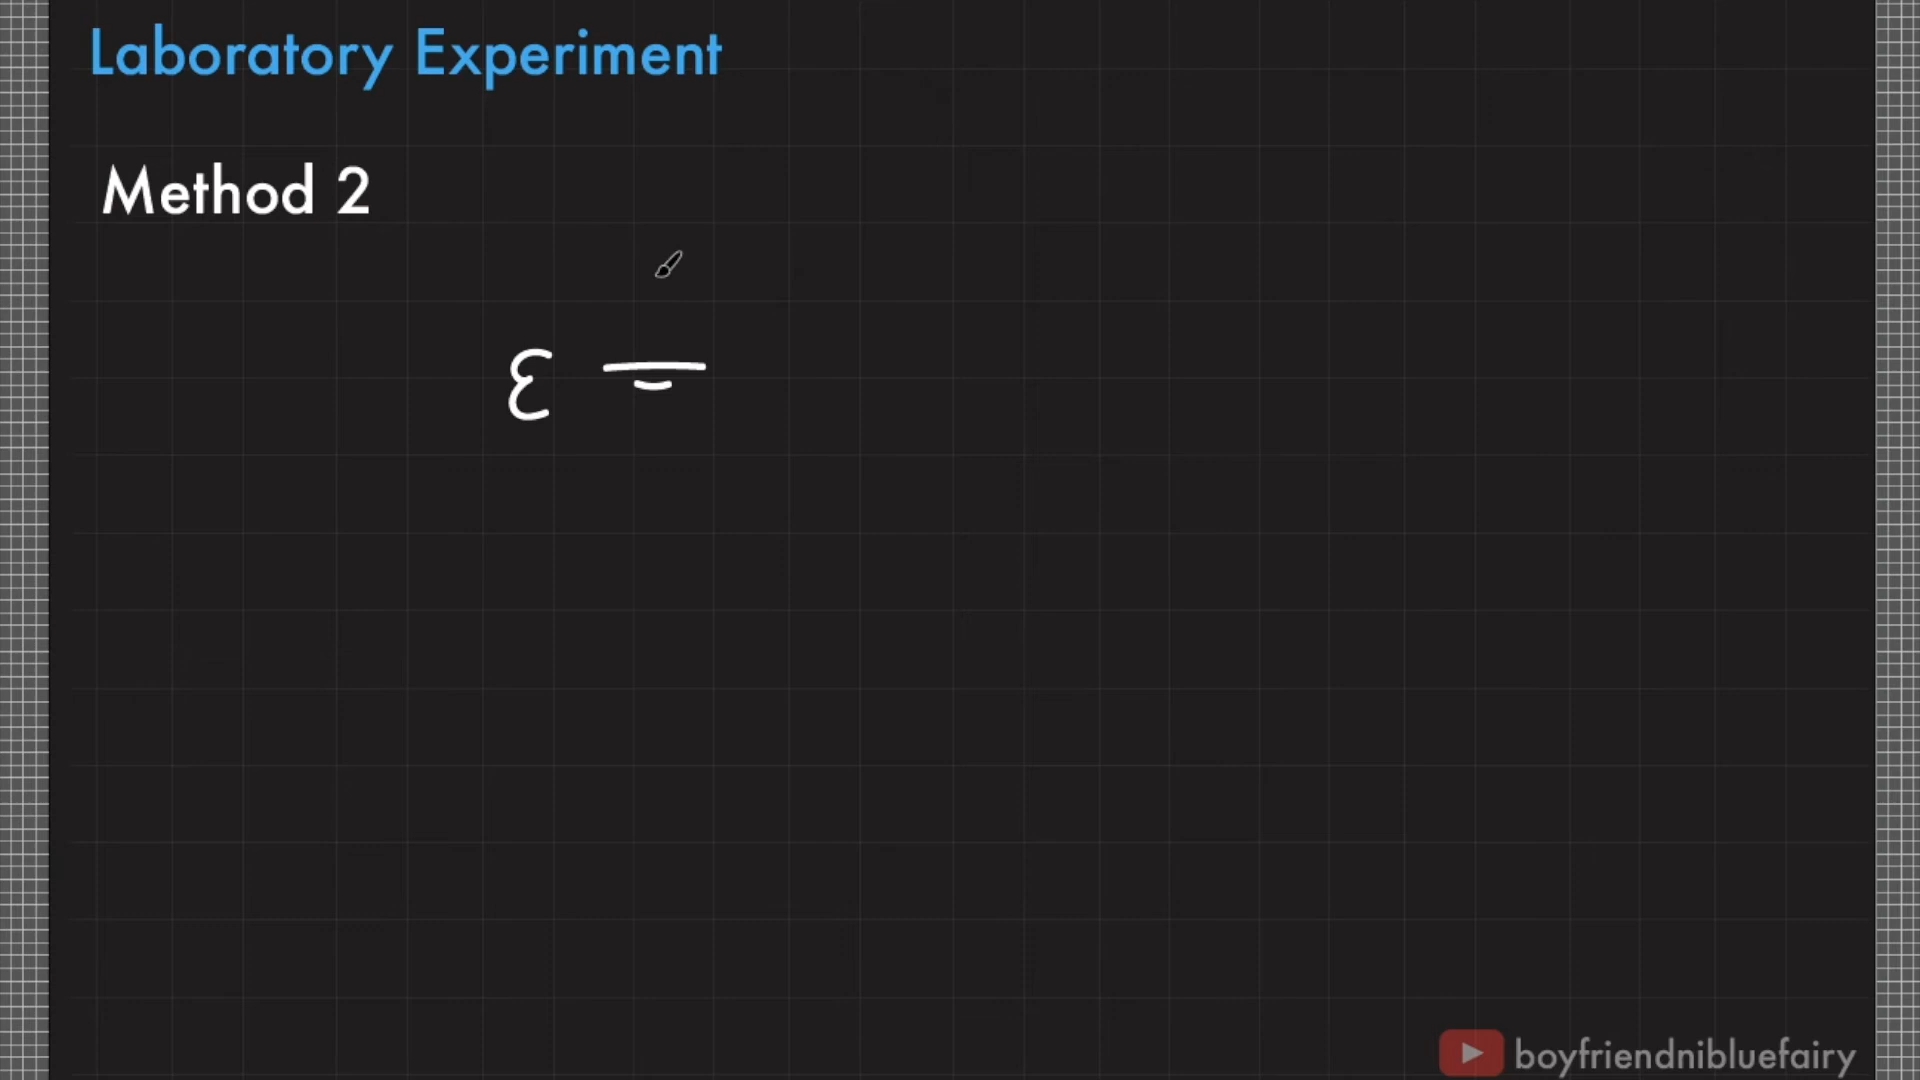 Laboratory Experiment
Method 2
ε =
boyfriendnibluefairy